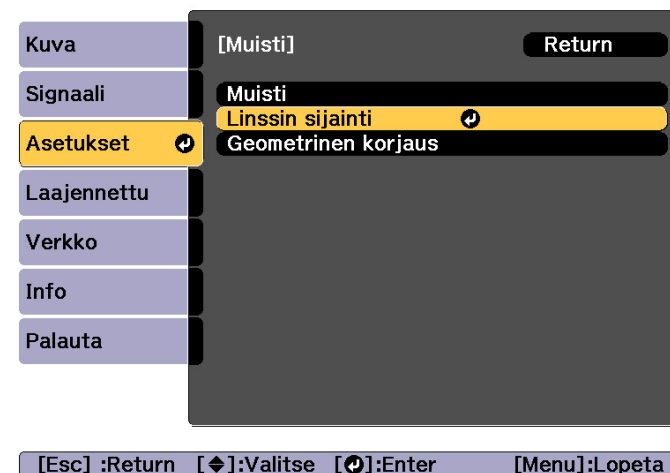 Kuva
Signaali
Asetukset
Laajennettu
Verkko
Info
Palauta
[Muisti] Return
Muisti
Linssin sijainti
Geometrinen korjaus
[Esc] :Return [◆]:Valitse [⏎]:Enter [Menu]:Lopeta